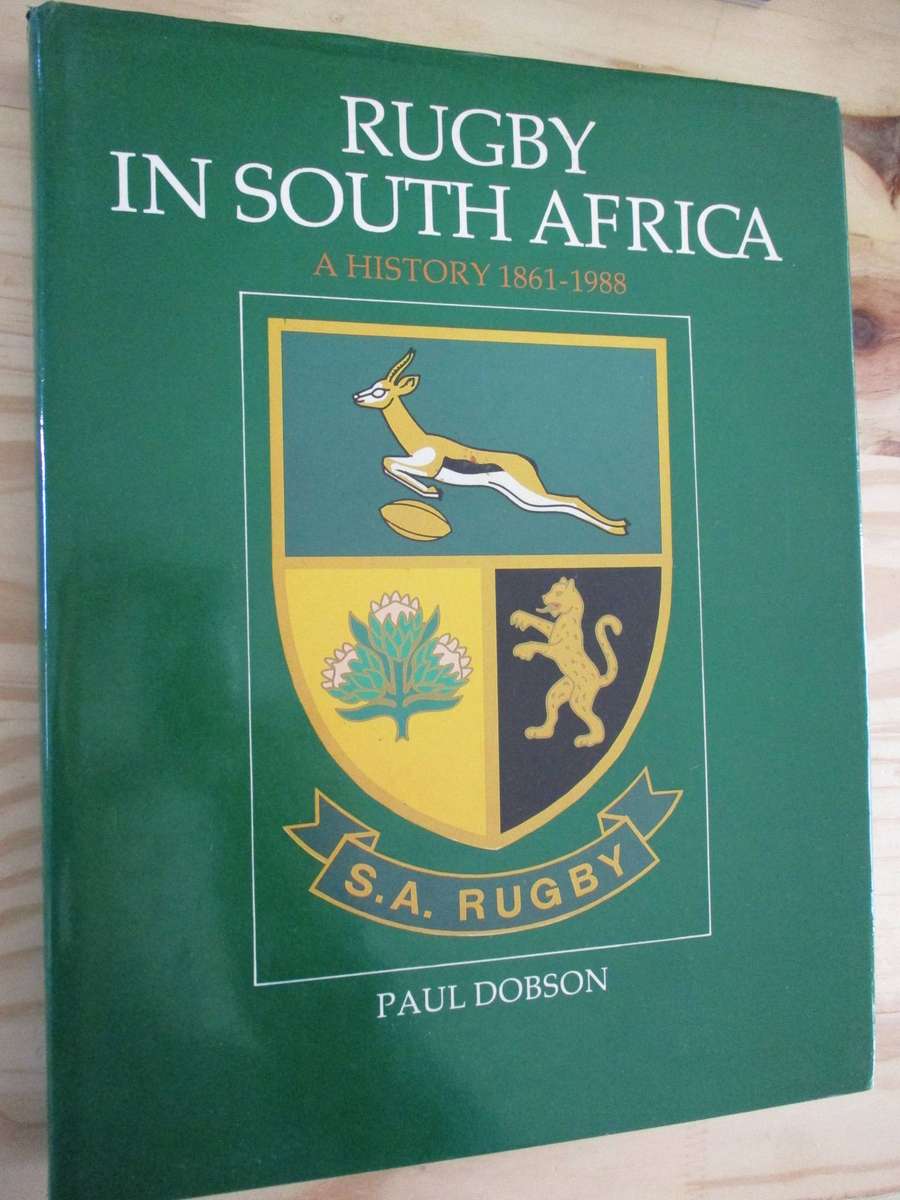 RUGBY
IN SOUTH AFRICA
A HISTORY 1861-1988
S.A. RUGBY
PAUL DOBSON